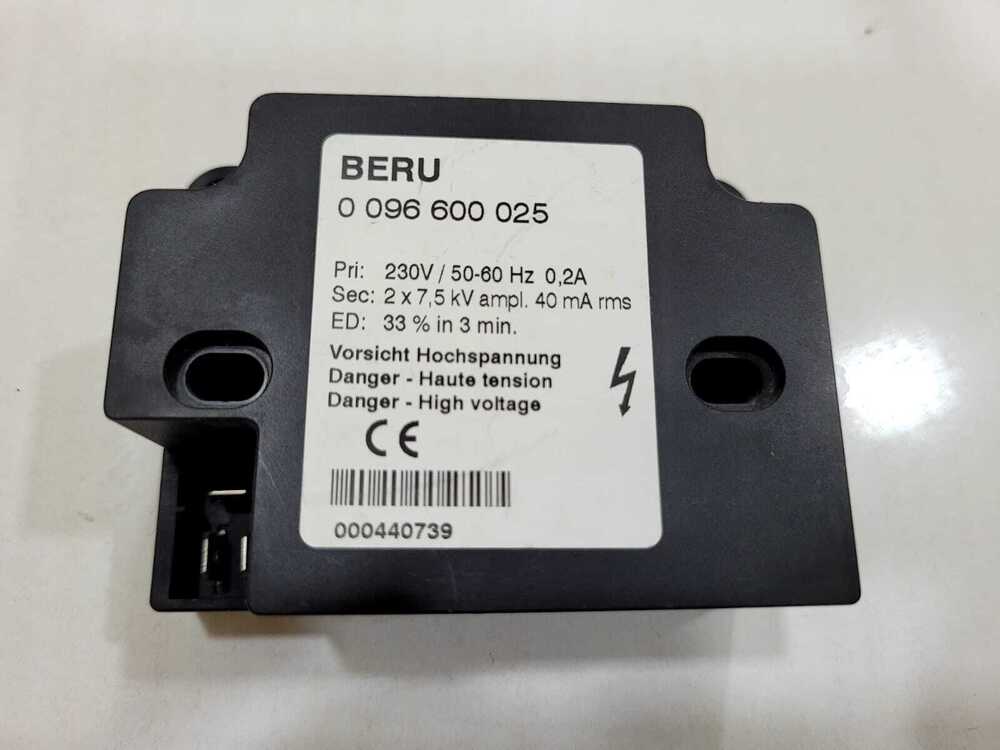 BERU
0 096 600 025
Pri: 230V / 50-60 Hz 0,2A
Sec: 2 x 7,5 kV ampl. 40 mA rms
ED: 33 % in 3 min.
Vorsicht Hochspannung
Danger - Haute tension
Danger - High voltage
CE
000440739